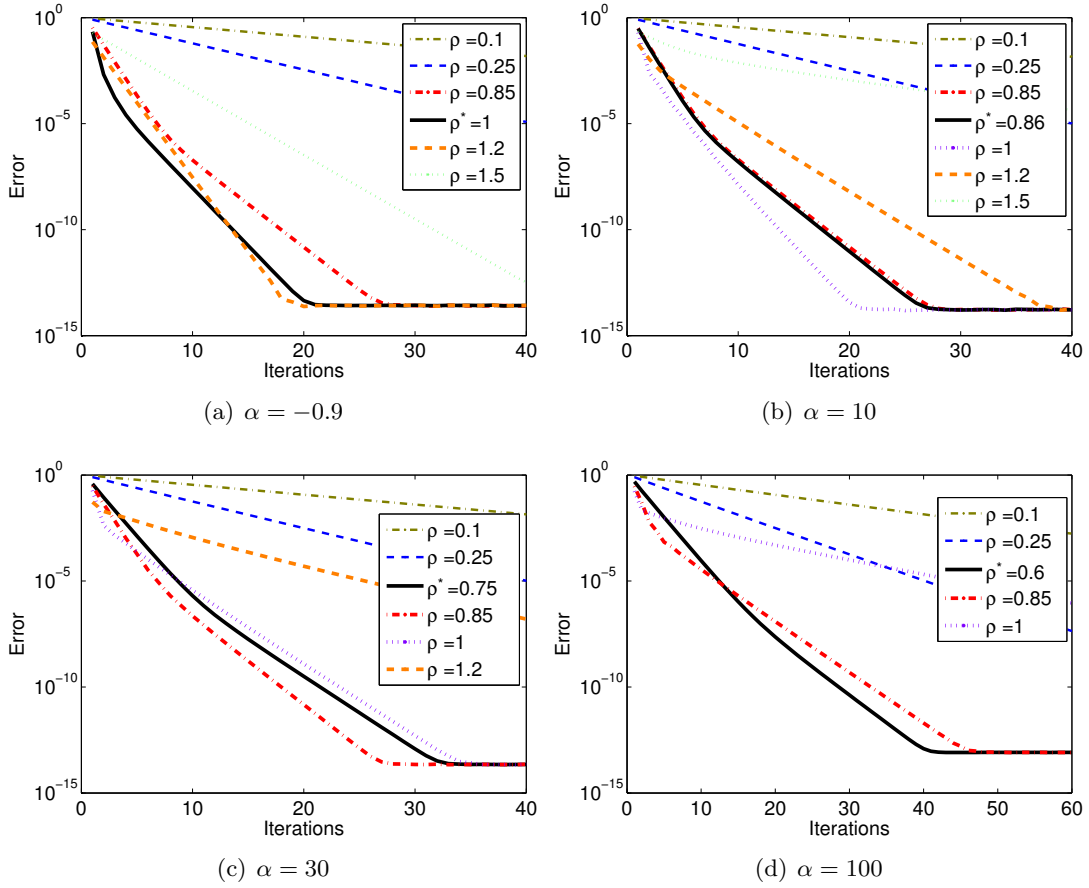 10^0
10^-5
10^-10
10^-15
Error
0 10 20 30 40
Iterations
ρ =0.1
ρ =0.25
ρ =0.85
ρ* =1
ρ =1.2
ρ =1.5
(a) α = −0.9
10^0
10^-5
10^-10
10^-15
Error
0 10 20 30 40
Iterations
ρ =0.1
ρ =0.25
ρ =0.85
ρ* =0.86
ρ =1
ρ =1.2
ρ =1.5
(b) α = 10
10^0
10^-5
10^-10
10^-15
Error
0 10 20 30 40
Iterations
ρ =0.1
ρ =0.25
ρ* =0.75
ρ =0.85
ρ =1
ρ =1.2
(c) α = 30
10^0
10^-5
10^-10
10^-15
Error
0 10 20 30 40 50 60
Iterations
ρ =0.1
ρ =0.25
ρ* =0.6
ρ =0.85
ρ =1
(d) α = 100